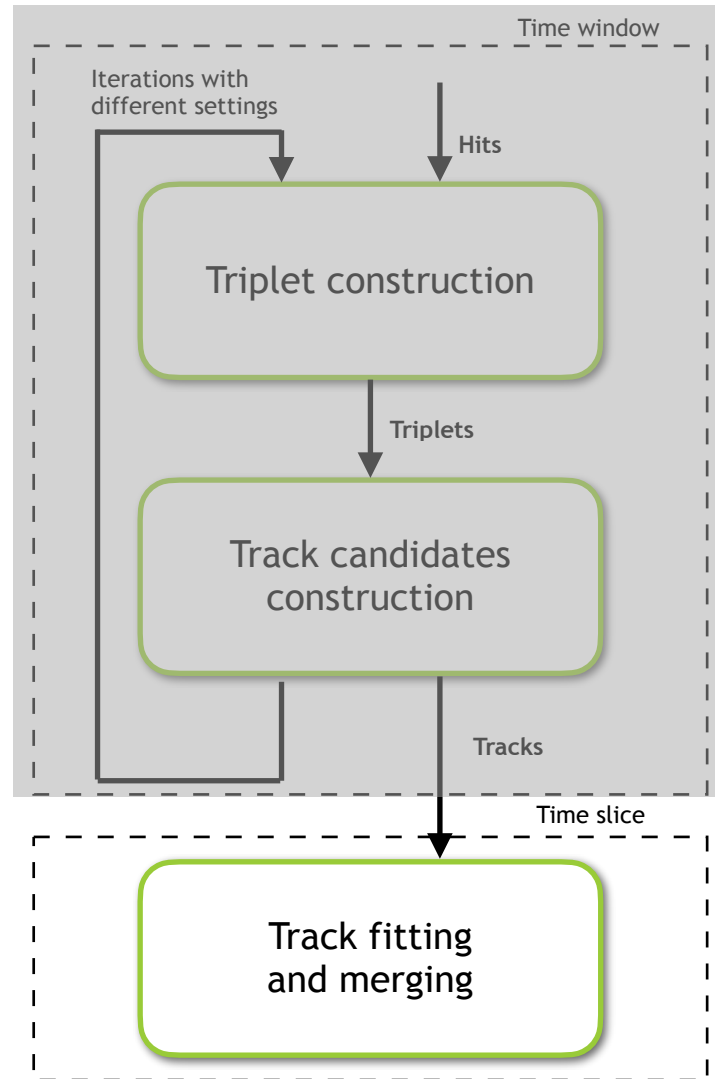 Time window
Iterations with
different settings
Hits
Triplet construction
Triplets
Track candidates
construction
Tracks
Time slice
Track fitting
and merging